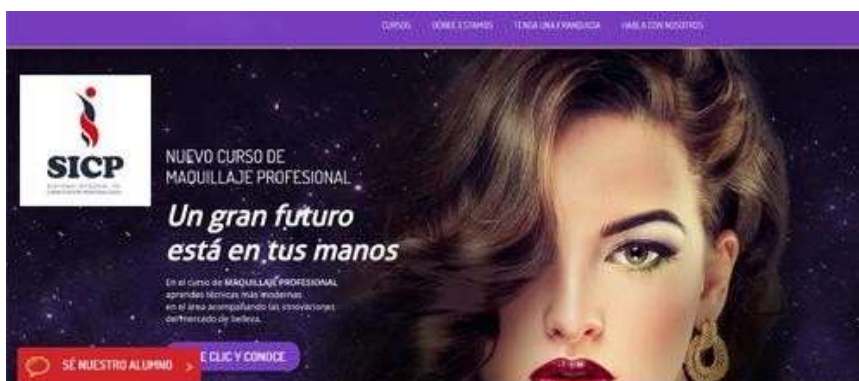 CURSOS DÓNDE ESTAMOS TENGA UNA FRANQUICIA HABLA CON NOSOTROS
SICP
NUEVO CURSO DE
MAQUILLAJE PROFESIONAL
Un gran futuro
está en tus manos
En el curso de MAQUILLAJE PROFESIONAL
aprendes técnicas más modernas
en el área acompañando las innovaciones
del mercado de belleza.
E CLIC Y CONOCE
SÉ NUESTRO ALUMNO >